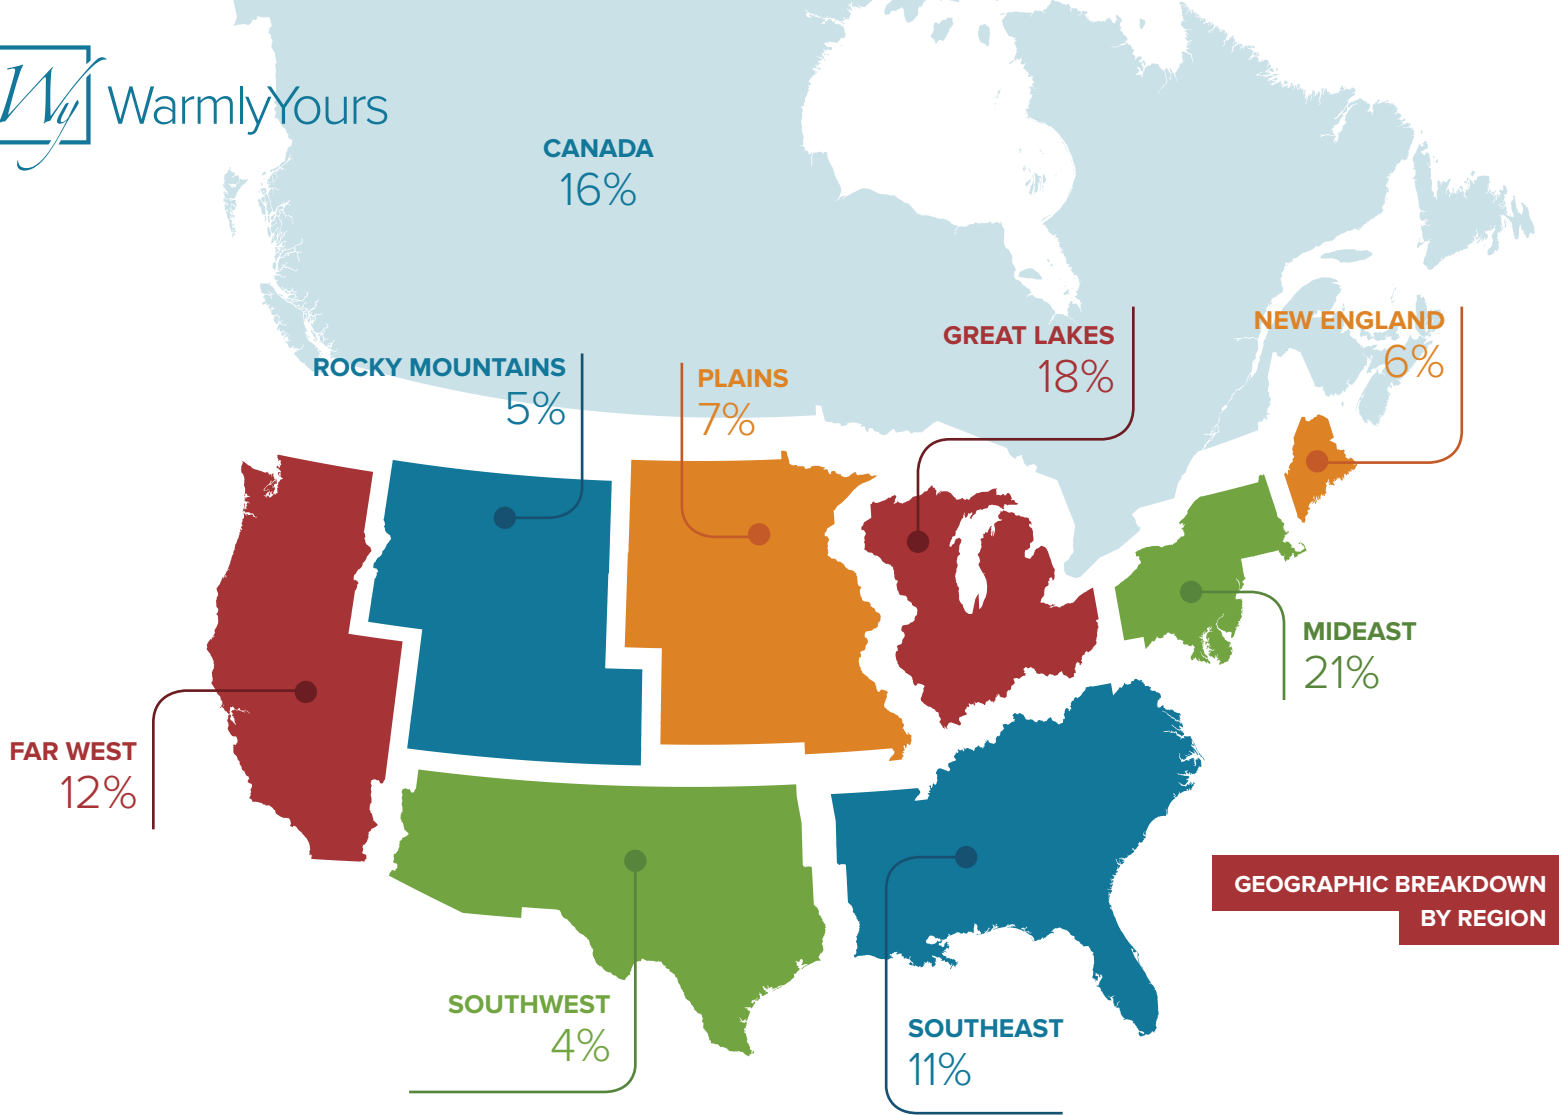 Wy WarmlyYours
CANADA
16%
GREAT LAKES
18%
NEW ENGLAND
6%
ROCKY MOUNTAINS
5%
PLAINS
7%
MIDEAST
21%
FAR WEST
12%
GEOGRAPHIC BREAKDOWN
BY REGION
SOUTHWEST
4%
SOUTHEAST
11%